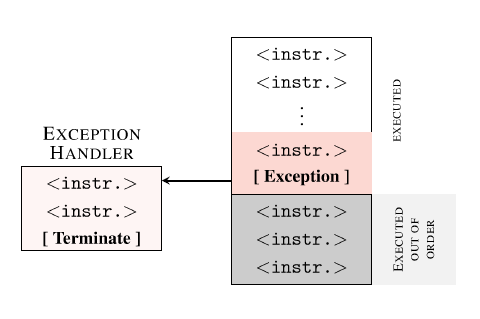 <instr.>
<instr.>
⋮
<instr.>
[ Exception ]
<instr.>
<instr.>
<instr.>
EXECUTED
EXECUTED
OUT OF
ORDER
EXCEPTION
HANDLER
<instr.>
<instr.>
[ Terminate ]